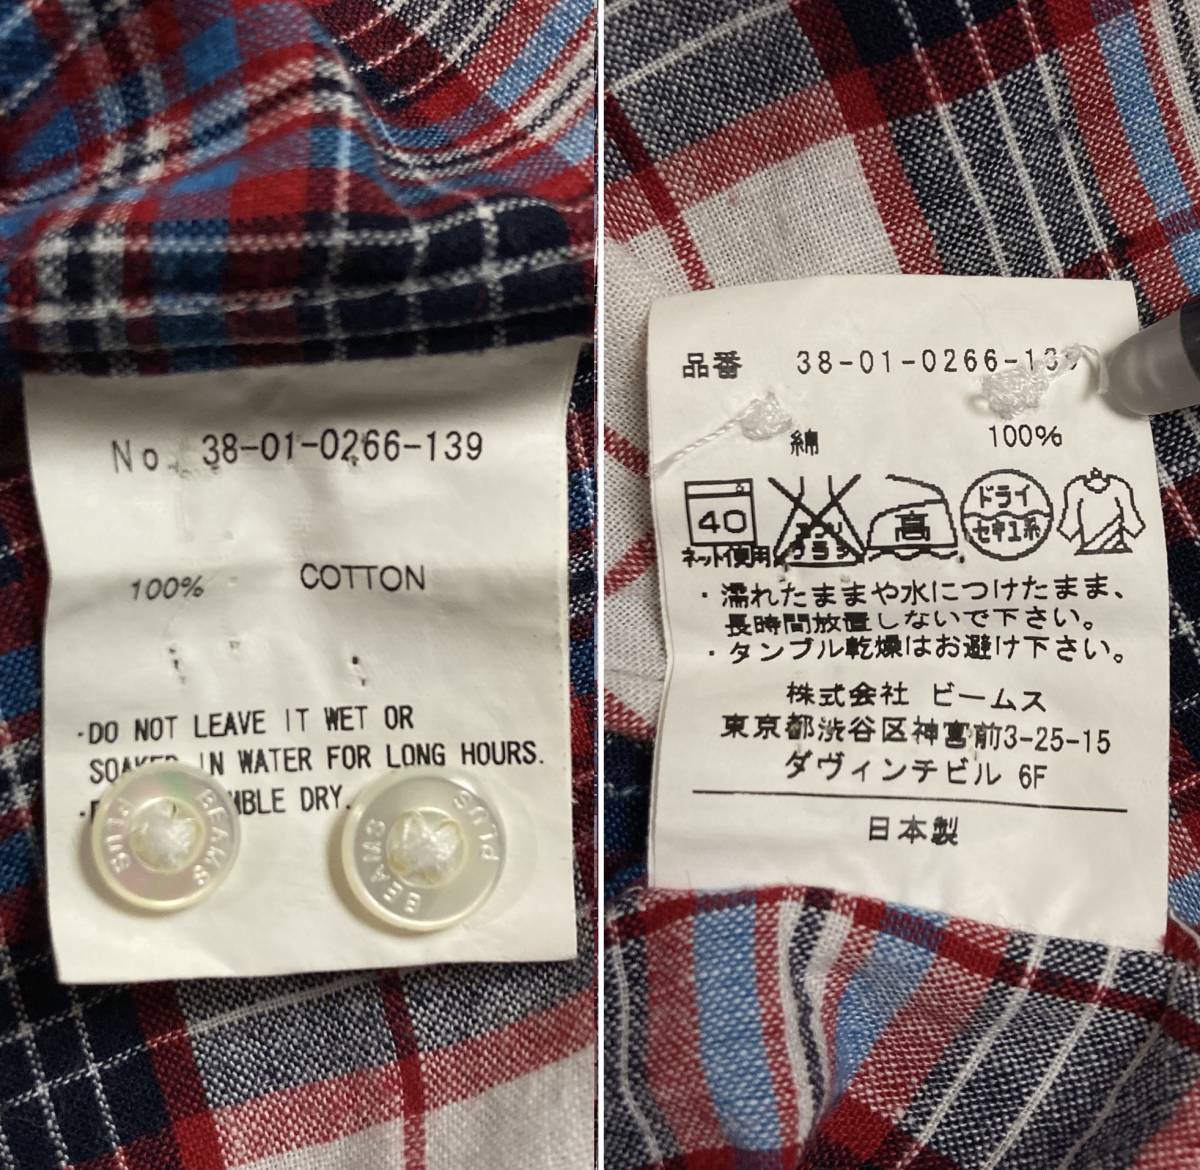 No 38-01-0266-139
100% COTTON
·DO NOT LEAVE IT WET OR
SOAKED IN WATER FOR LONG HOURS.
DRY.
BEAMS PLUS
BEAMS PLUS
品番 38-01-0266-139
綿 100%
40 高 ドライ
ネット使用 セキユ系
・濡れたままや水につけたまま、
長時間放置しないで下さい。
・タンブル乾燥はお避け下さい。
株式会社 ビームス
東京都渋谷区神宮前3-25-15
ダヴィンチビル 6F
日本製